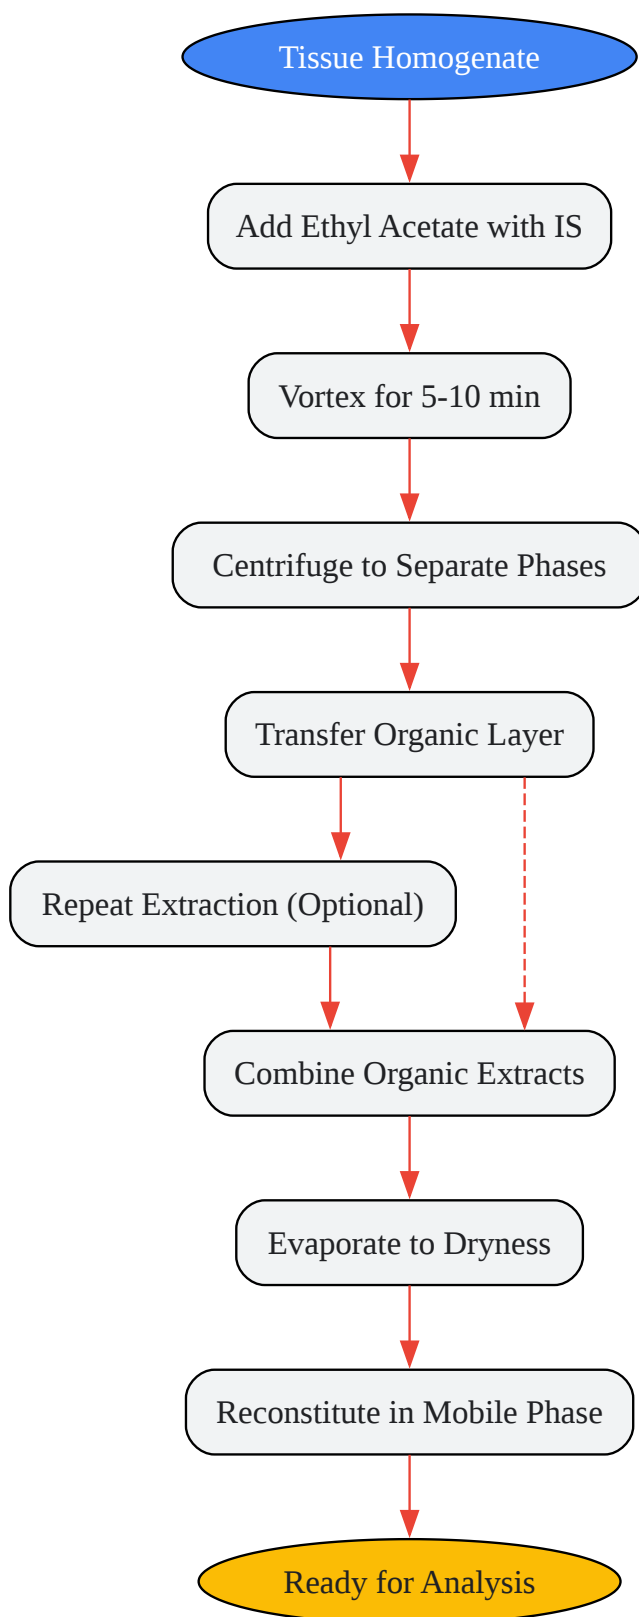 Tissue Homogenate
Add Ethyl Acetate with IS
Vortex for 5-10 min
Centrifuge to Separate Phases
Transfer Organic Layer
Repeat Extraction (Optional)
Combine Organic Extracts
Evaporate to Dryness
Reconstitute in Mobile Phase
Ready for Analysis